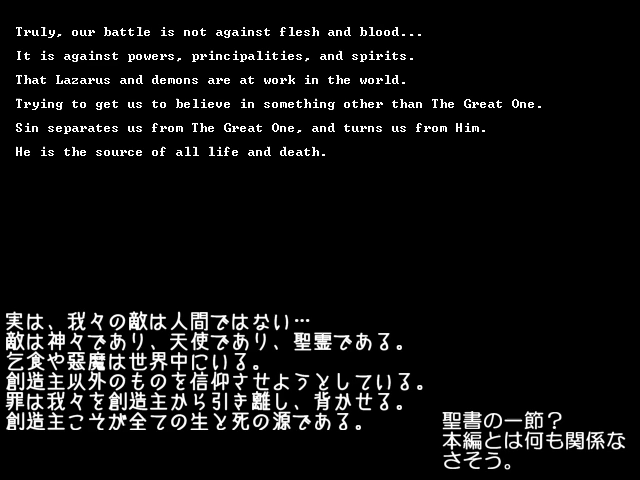 Truly, our battle is not against flesh and blood...
It is against powers, principalities, and spirits.
That Lazarus and demons are at work in the world.
Trying to get us to believe in something other than The Great One.
Sin separates us from The Great One, and turns us from Him.
He is the source of all life and death.
実は、我々の敵は人間ではない…
敵は神々であり、天使であり、聖霊である。
乞食や惡魔は世界中にいる。
創造主以外のものを信仰させようとしている。
罪は我々を創造主から引き離し、背かせる。
創造主こそが全ての生と死の源である。
聖書の一節？
本編とは何も関係な
さそう。